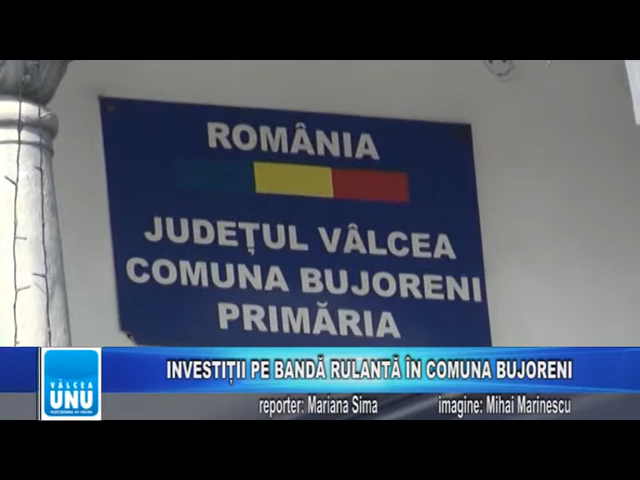 ROMÂNIA
JUDEȚUL VÂLCEA
COMUNA BUJORENI
PRIMĂRIA
INVESTIȚII PE BANDĂ RULANTĂ ÎN COMUNA BUJORENI
VÂLCEA
UNU
reporter: Mariana Sima
imagine: Mihai Marinescu